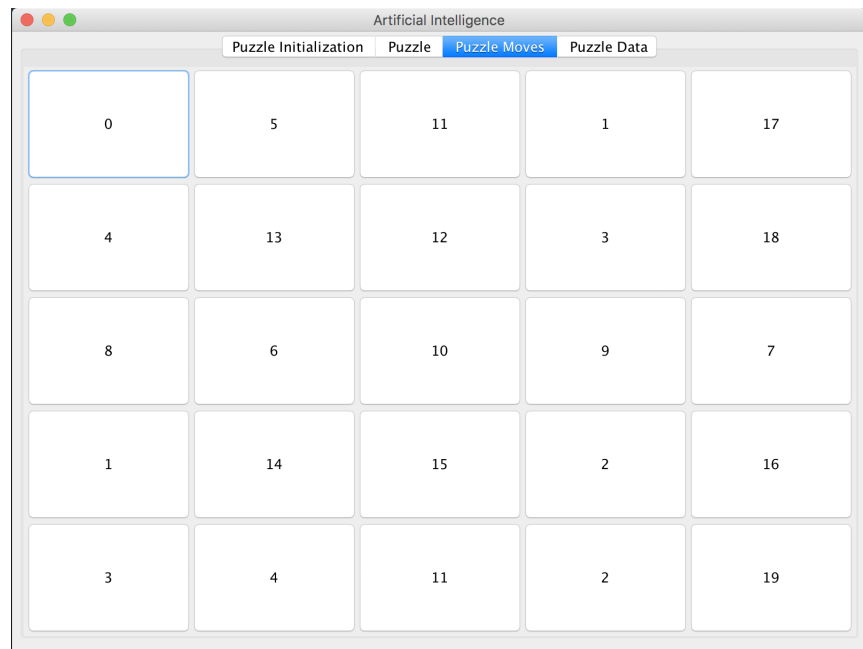 Artificial Intelligence
Puzzle Initialization Puzzle Puzzle Moves Puzzle Data
0 5 11 1 17
4 13 12 3 18
8 6 10 9 7
1 14 15 2 16
3 4 11 2 19